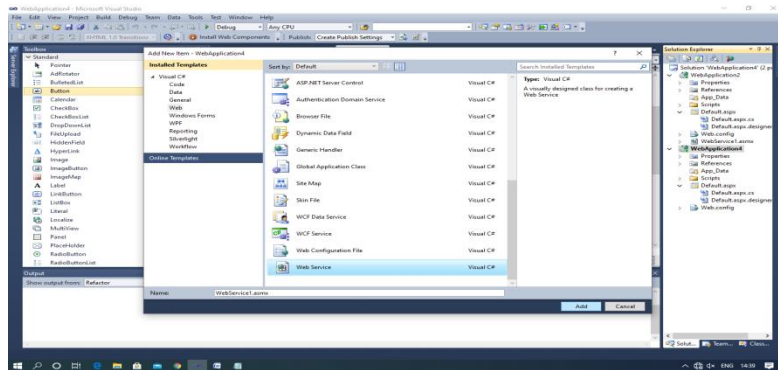 WebApplication4 - Microsoft Visual Studio
File Edit View Project Build Debug Team Data Tools Test Window Help
Debug Any CPU
XHTML 1.0 Transition Install Web Components Publish: Create Publish Settings
Toolbox
Standard
Pointer
AdRotator
BulletedList
Button
Calendar
CheckBox
CheckBoxList
DropDownList
FileUpload
HiddenField
HyperLink
Image
ImageButton
ImageMap
Label
LinkButton
ListBox
Literal
Localize
MultiView
Panel
PlaceHolder
RadioButton
RadioButtonList
Output
Show output from: Refactor
Add New Item - WebApplication4
Installed Templates
Visual C#
Code
Data
General
Web
Windows Forms
WPF
Reporting
Silverlight
Workflow
Online Templates
Sort by: Default
Search Installed Templates
ASP.NET Server Control Visual C#
Authentication Domain Service Visual C#
Browser File Visual C#
Dynamic Data Field Visual C#
Generic Handler Visual C#
Global Application Class Visual C#
Site Map Visual C#
Skin File Visual C#
WCF Data Service Visual C#
WCF Service Visual C#
Web Configuration File Visual C#
Web Service Visual C#
Type: Visual C#
A visually designed class for creating a
Web Service
Name: WebService1.asmx
Add Cancel
Solution Explorer
Solution 'WebApplication4' (2 p
WebApplication2
Properties
References
App_Data
Scripts
Default.aspx
Default.aspx.cs
Default.aspx.designer
Web.config
WebService1.asmx
WebApplication4
Properties
References
App_Data
Scripts
Default.aspx
Default.aspx.cs
Default.aspx.designer
Web.config
Solut... Team... Class...
ENG 14:39